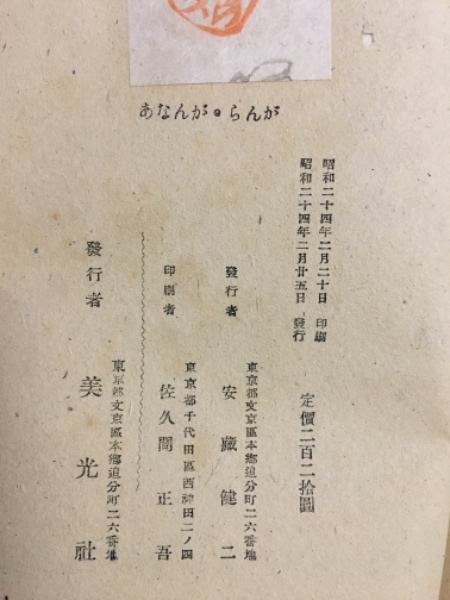 あなんが・らんが
昭和二十四年二月二十日 印刷
昭和二十四年二月廿五日 發行
定價二百二拾圓
東京都文京區本鄕追分町二六番地
發行者 安藏健二
東京都千代田區西神田二ノ四
印刷者 佐久間正吾
東京都文京區本鄕追分町二六番地
發行者 美光社